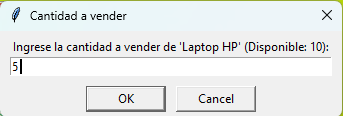 Cantidad a vender
Ingrese la cantidad a vender de 'Laptop HP' (Disponible: 10):
5
OK
Cancel